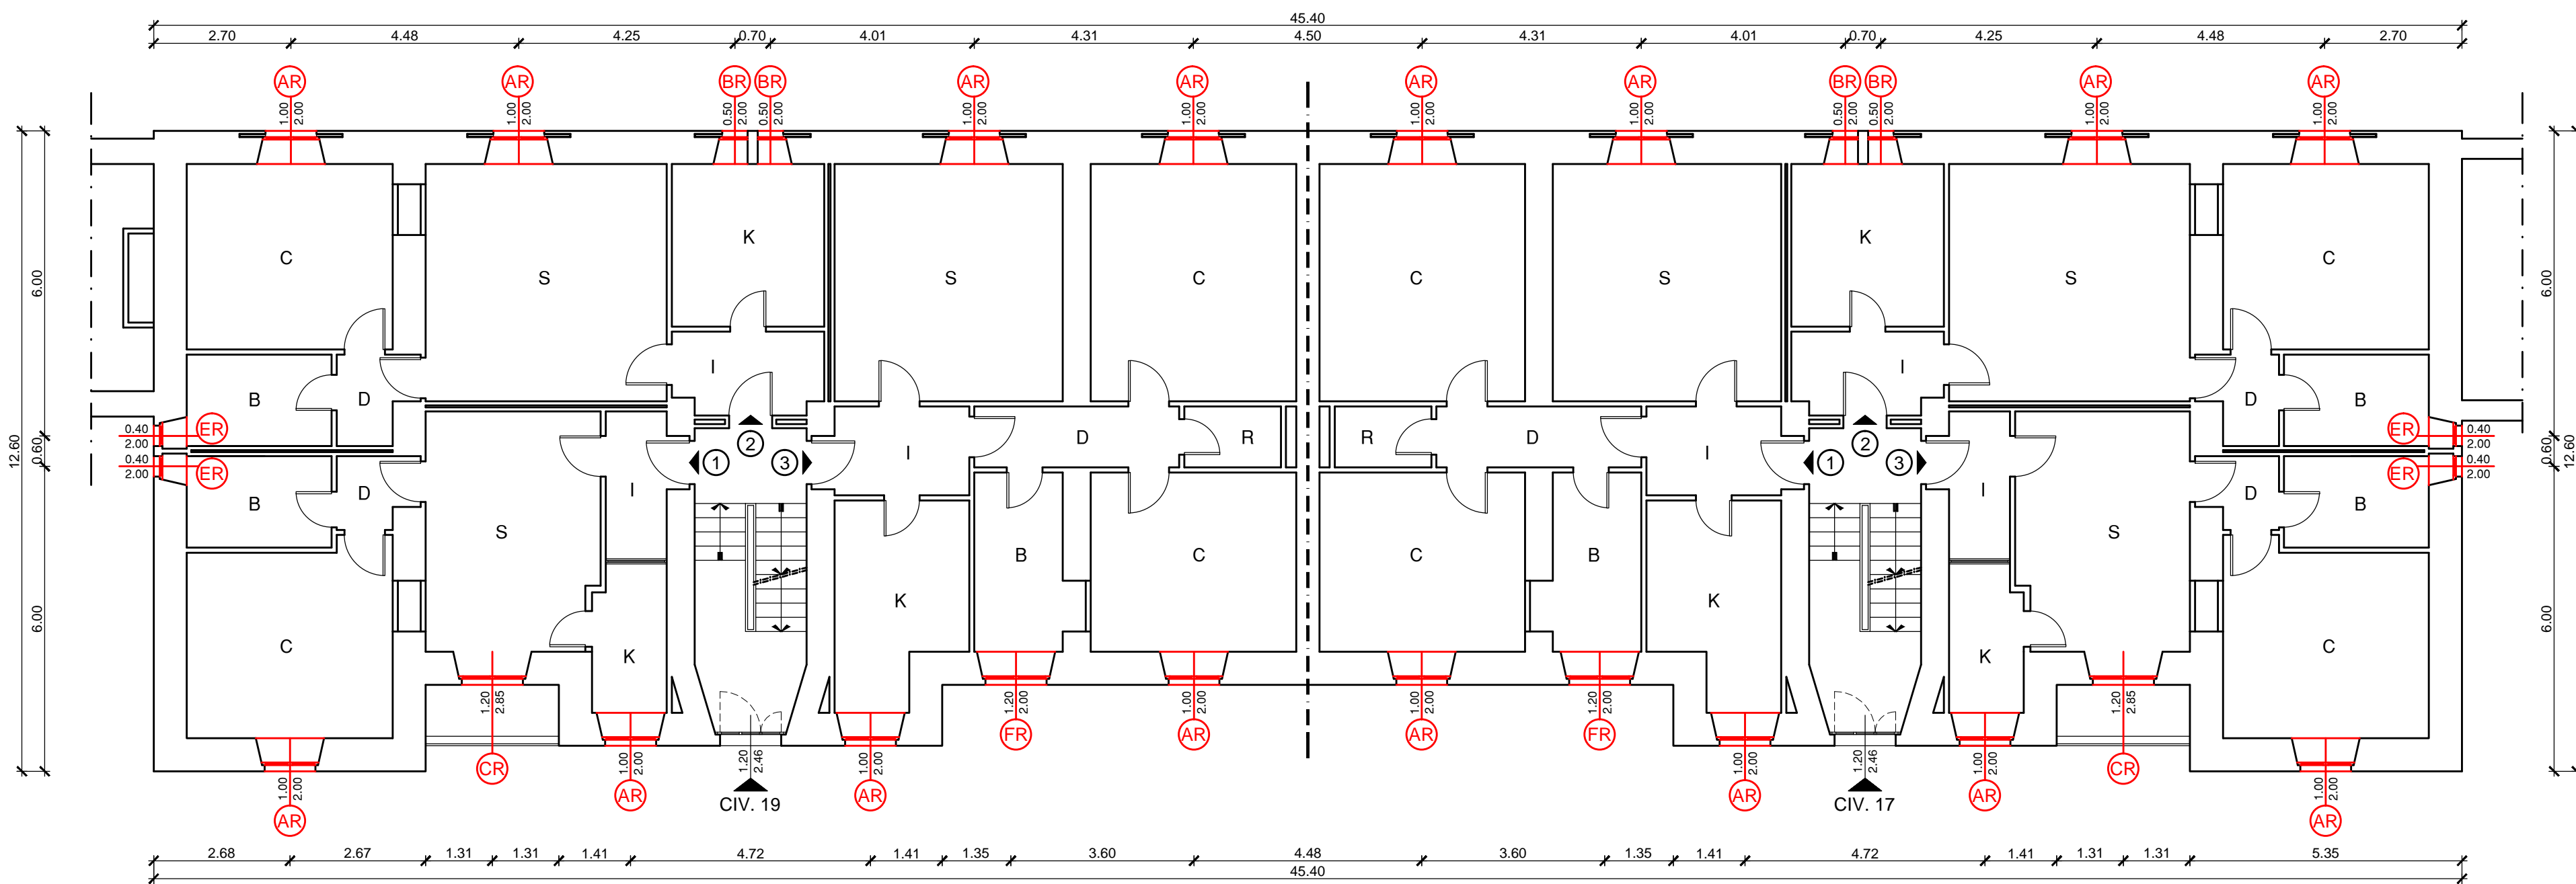 45.40
2.70 4.48 4.25 0.70 4.01 4.31 4.50 4.31 4.01 0.70 4.25 4.48 2.70
AR AR BR BR AR AR AR AR BR BR AR AR
1.00 2.00 1.00 2.00 0.50 2.00 0.50 2.00 1.00 2.00 1.00 2.00 1.00 2.00 1.00 2.00 0.50 2.00 0.50 2.00 1.00 2.00 1.00 2.00
K K
C C
S S C C S S
6.00 6.00
I I
B D D B
0.40 ER ER 0.40
2.00 2.00
D R R D
12.60 0.60 0.60 12.60
I 2 I 2
1 3 1 3
0.40 ER ER 0.40
2.00 2.00
B D I I D B
S B C C B S
K K
6.00 6.00
C K K C
1.20 2.85 1.20 2.00 1.00 2.00 1.00 2.00 1.20 2.00 1.20 2.85
FR AR AR FR
1.00 2.00 1.20 2.46 1.00 2.00 1.00 2.00 1.20 2.46 1.00 2.00
CR CR
1.00 2.00 1.00 2.00
AR AR AR AR
CIV. 19 CIV. 17
AR AR
2.68 2.67 1.31 1.31 1.41 4.72 1.41 1.35 3.60 4.48 3.60 1.35 1.41 4.72 1.41 1.31 1.31 5.35
45.40